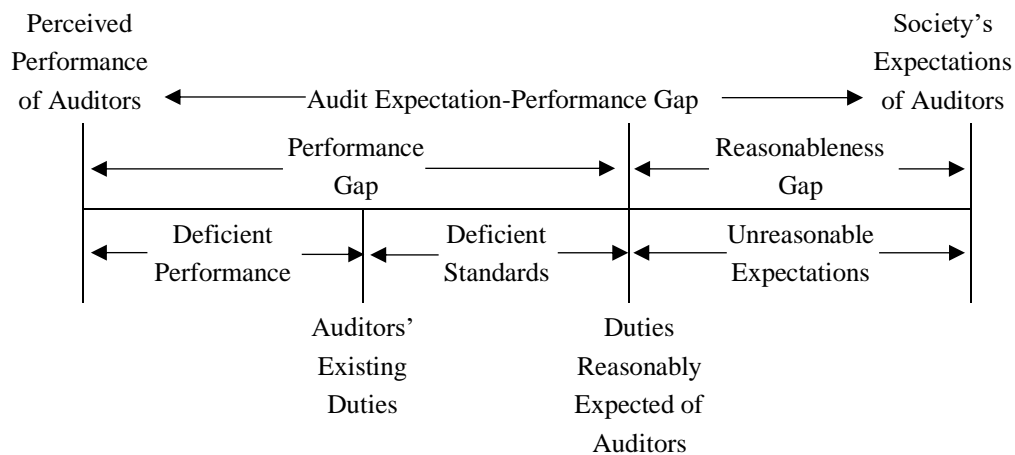 Perceived
Performance
of Auditors
Society’s
Expectations
of Auditors
Audit Expectation-Performance Gap
Performance
Gap
Reasonableness
Gap
Deficient
Performance
Deficient
Standards
Unreasonable
Expectations
Auditors’
Existing
Duties
Duties
Reasonably
Expected of
Auditors